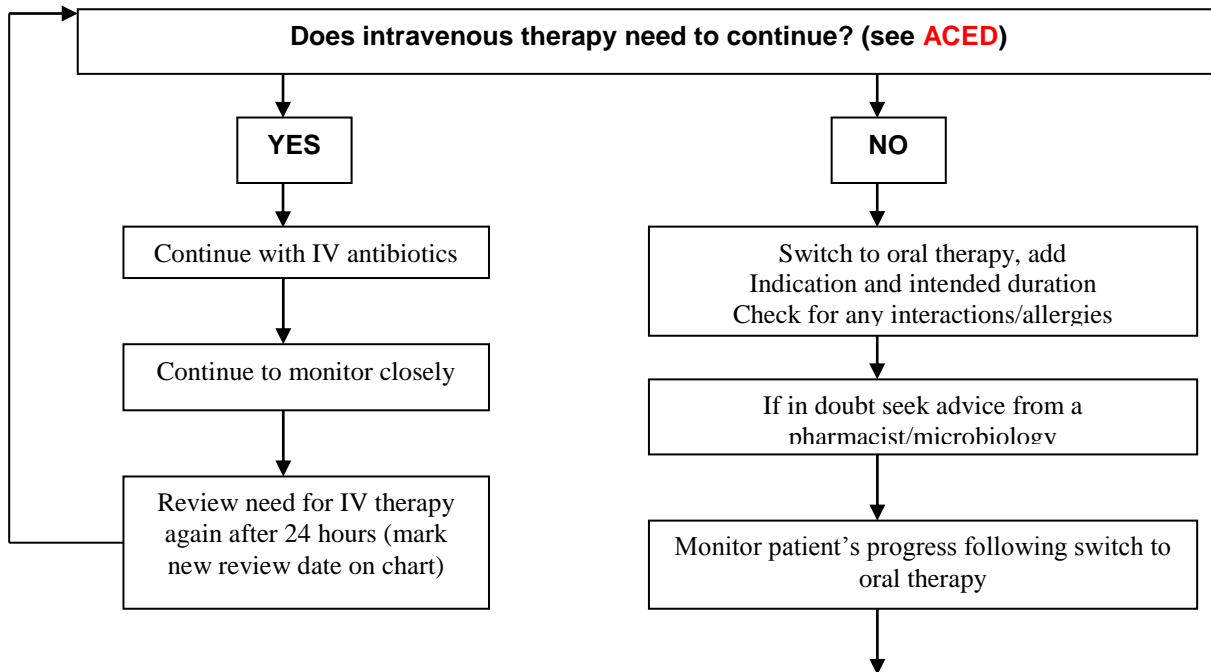 Does intravenous therapy need to continue? (see ACED)
YES
NO
Continue with IV antibiotics
Switch to oral therapy, add
Indication and intended duration
Check for any interactions/allergies
Continue to monitor closely
If in doubt seek advice from a
pharmacist/microbiology
Review need for IV therapy
again after 24 hours (mark
new review date on chart)
Monitor patient’s progress following switch to
oral therapy